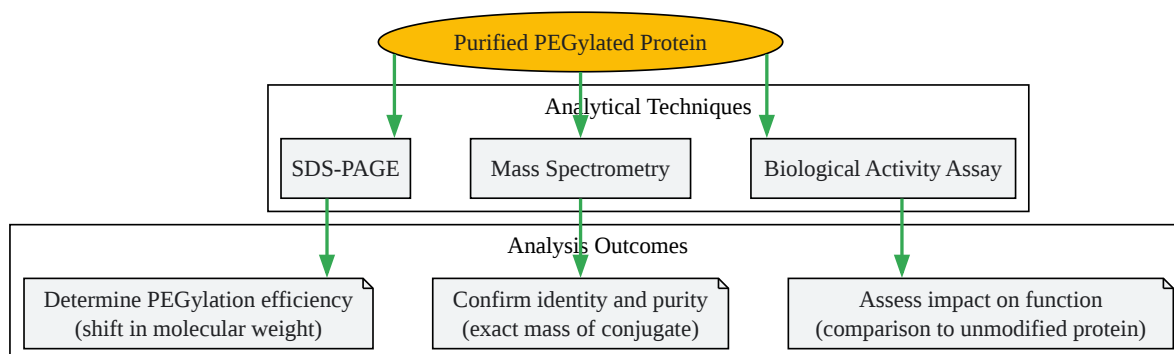 Purified PEGylated Protein
Analytical Techniques
SDS-PAGE
Mass Spectrometry
Biological Activity Assay
Analysis Outcomes
Determine PEGylation efficiency
(shift in molecular weight)
Confirm identity and purity
(exact mass of conjugate)
Assess impact on function
(comparison to unmodified protein)